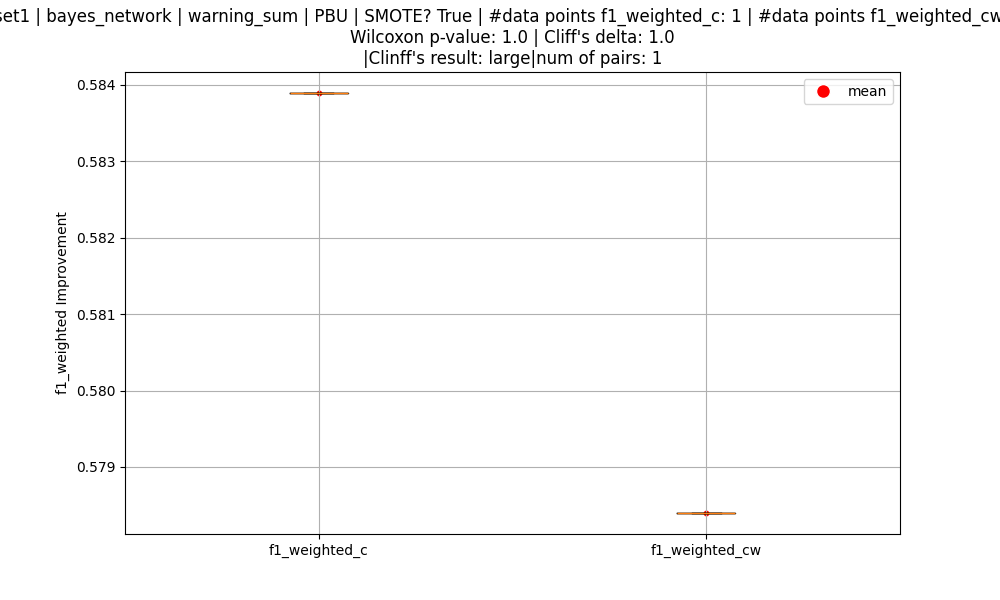 set1 | bayes_network | warning_sum | PBU | SMOTE? True | #data points f1_weighted_c: 1 | #data points f1_weighted_cw
Wilcoxon p-value: 1.0 | Cliff's delta: 1.0
|Clinff's result: large|num of pairs: 1
mean
0.584
0.583
0.582
0.581
0.580
0.579
f1_weighted Improvement
f1_weighted_c
f1_weighted_cw